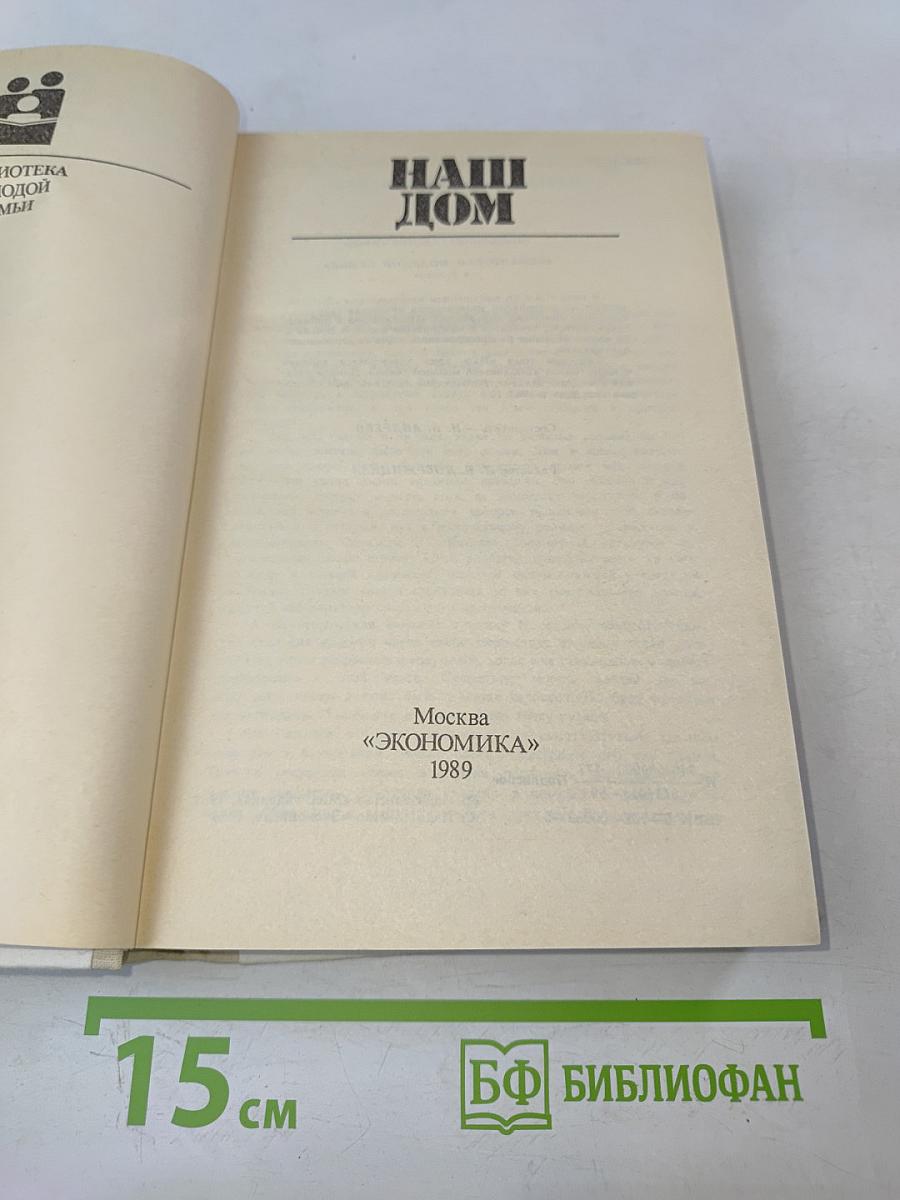 ИОТЕКА
ОДОЙ
МЬИ
НАШ
ДОМ
Москва
«ЭКОНОМИКА»
1989
15 см
БФ БИБЛИОФАН